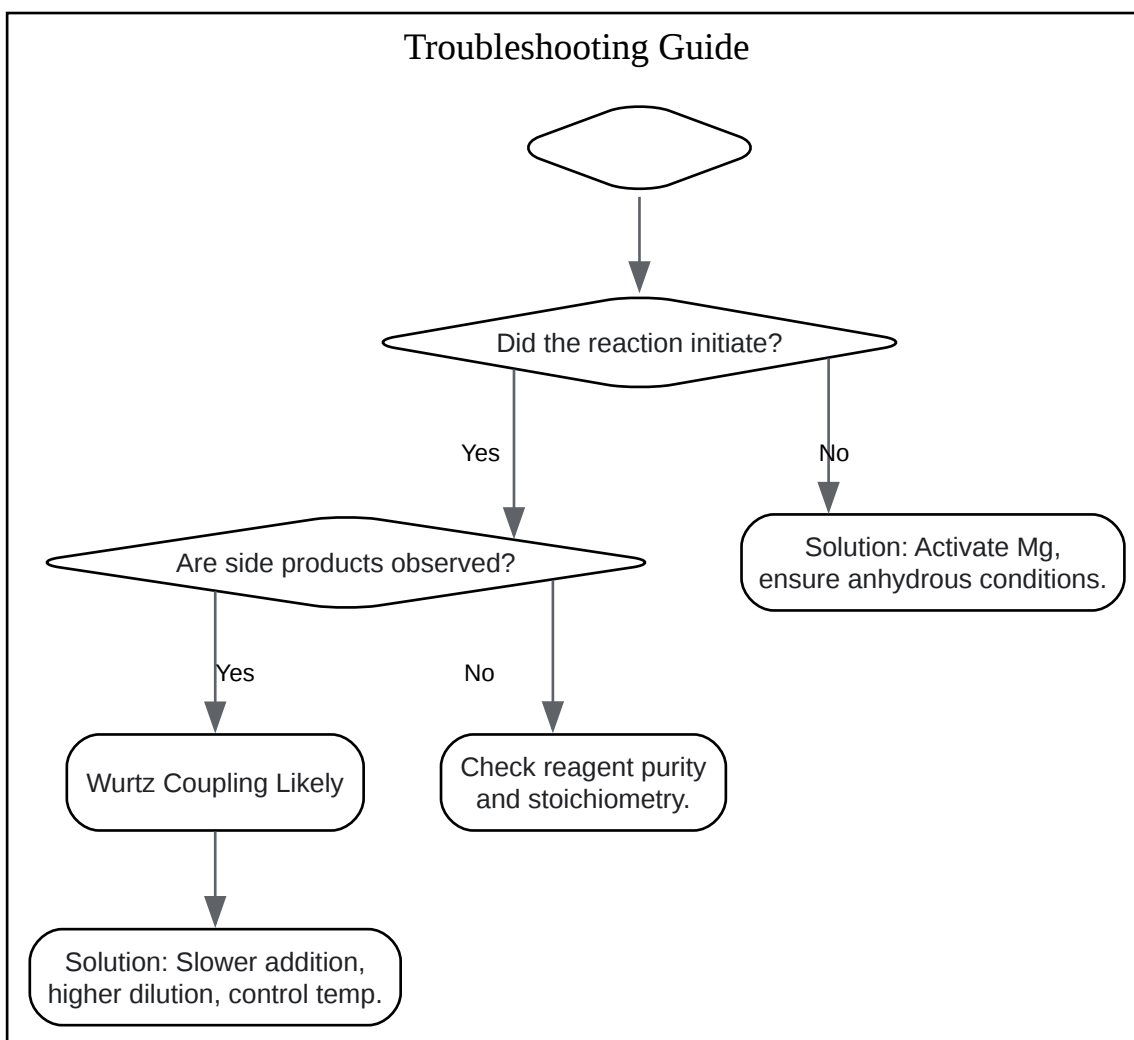 Troubleshooting Guide
Did the reaction initiate?
Yes
No
Are side products observed?
Solution: Activate Mg,
ensure anhydrous conditions.
Yes
No
Wurtz Coupling Likely
Check reagent purity
and stoichiometry.
Solution: Slower addition,
higher dilution, control temp.